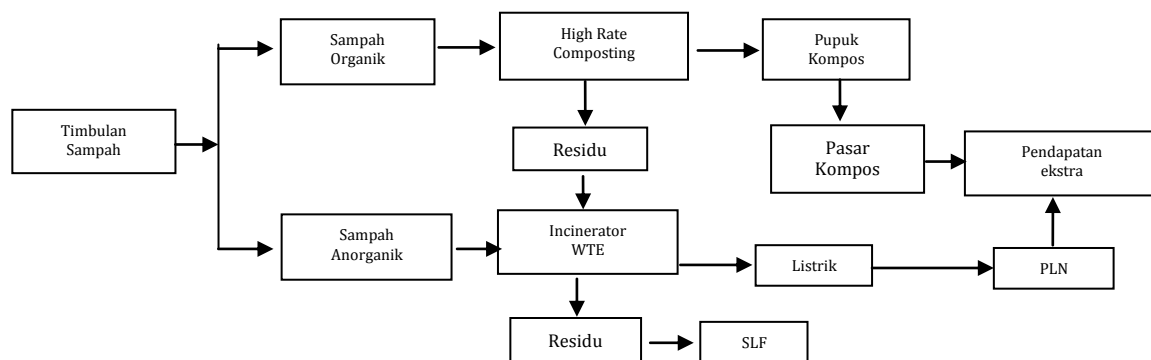 Sampah
Organik
High Rate
Composting
Pupuk
Kompos
Timbulan
Sampah
Residu
Pasar
Kompos
Pendapatan
ekstra
Sampah
Anorganik
Incinerator
WTE
Listrik
PLN
Residu
SLF